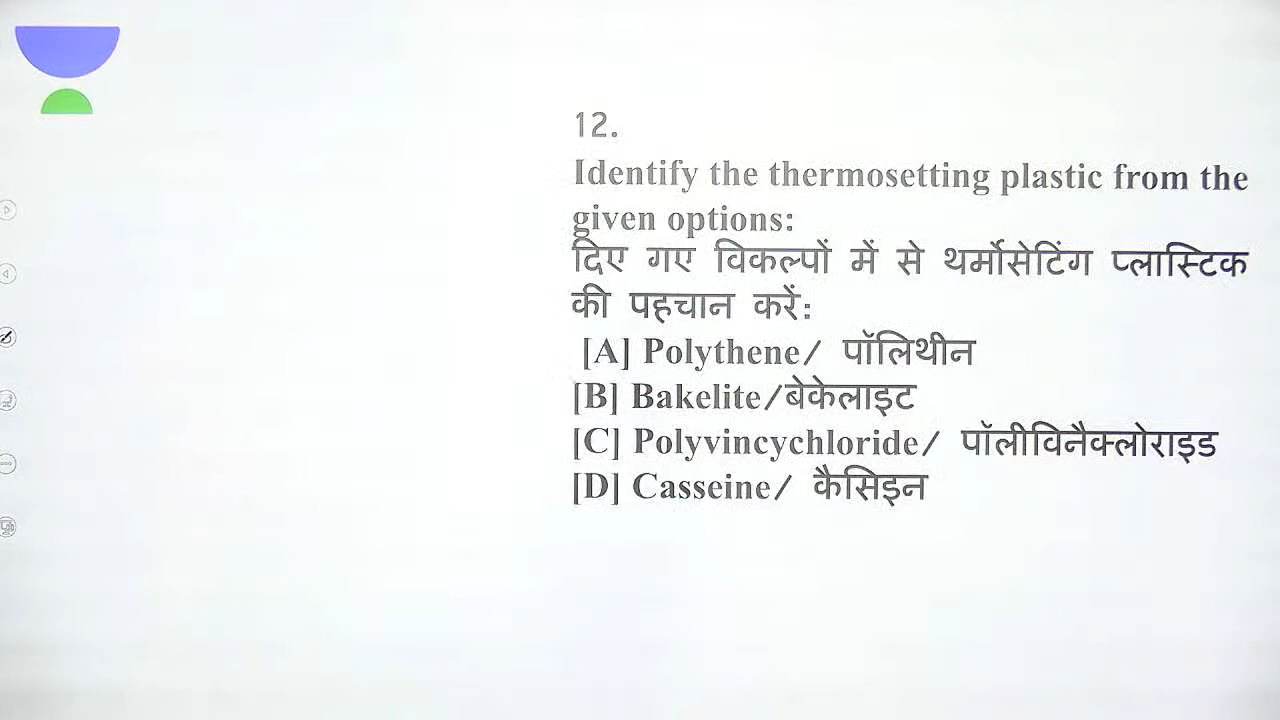 12.
Identify the thermosetting plastic from the
given options:
दिए गए विकल्पों में से थर्मोसेटिंग प्लास्टिक
की पहचान करें:
[A] Polythene/ पॉलिथीन
[B] Bakelite/बेकेलाइट
[C] Polyvincychloride/ पॉलीविनैक्लोराइड
[D] Casseine/ कैसिइन